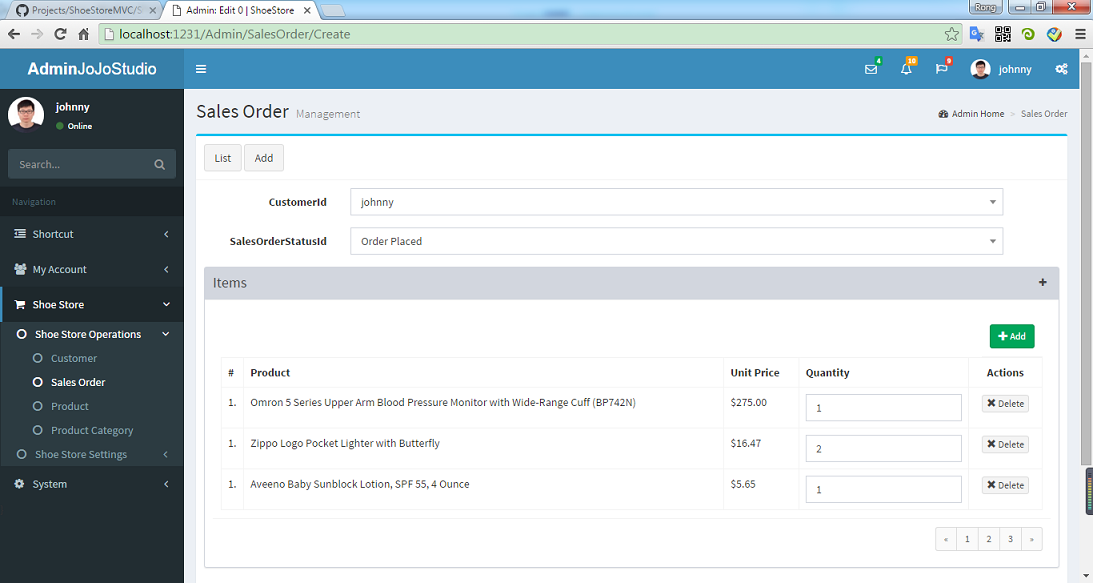 Projects/ShoeStoreMVC/S
Admin: Edit 0 | ShoeStore
Rong
localhost:1231/Admin/SalesOrder/Create
AdminJoJoStudio
4
10
9
johnny
johnny
Online
Search...
Navigation
Shortcut
My Account
Shoe Store
Shoe Store Operations
Customer
Sales Order
Product
Product Category
Shoe Store Settings
System
Sales Order Management
Admin Home > Sales Order
List Add
CustomerId johnny
SalesOrderStatusId Order Placed
Items +
+ Add
# Product Unit Price Quantity Actions
1. Omron 5 Series Upper Arm Blood Pressure Monitor with Wide-Range Cuff (BP742N) $275.00 1 Delete
1. Zippo Logo Pocket Lighter with Butterfly $16.47 2 Delete
1. Aveeno Baby Sunblock Lotion, SPF 55, 4 Ounce $5.65 1 Delete
« 1 2 3 »